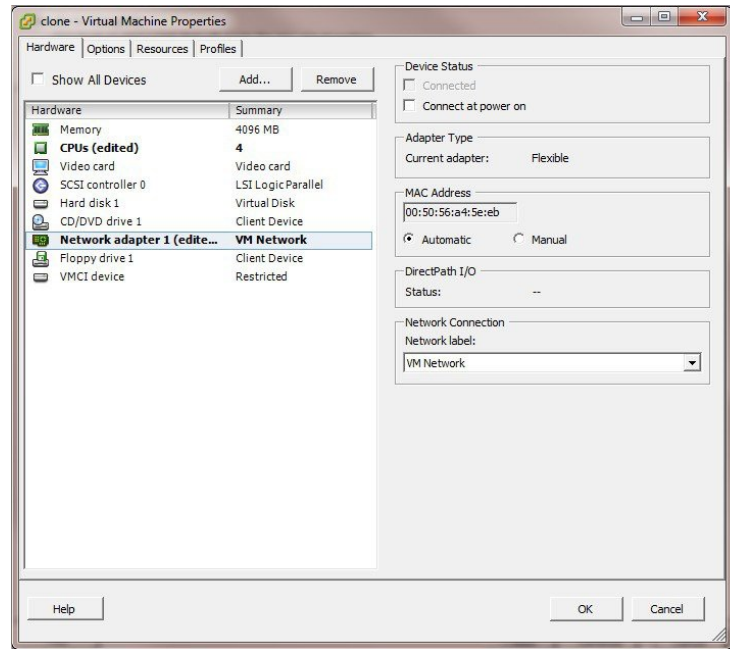 clone - Virtual Machine Properties
Hardware Options Resources Profiles
Show All Devices Add... Remove
Hardware Summary
Memory 4096 MB
CPUs (edited) 4
Video card Video card
SCSI controller 0 LSI Logic Parallel
Hard disk 1 Virtual Disk
CD/DVD drive 1 Client Device
Network adapter 1 (edite... VM Network
Floppy drive 1 Client Device
VMCI device Restricted
Device Status
Connected
Connect at power on
Adapter Type
Current adapter: Flexible
MAC Address
00:50:56:a4:5e:eb
Automatic Manual
DirectPath I/O
Status: --
Network Connection
Network label:
VM Network
Help OK Cancel